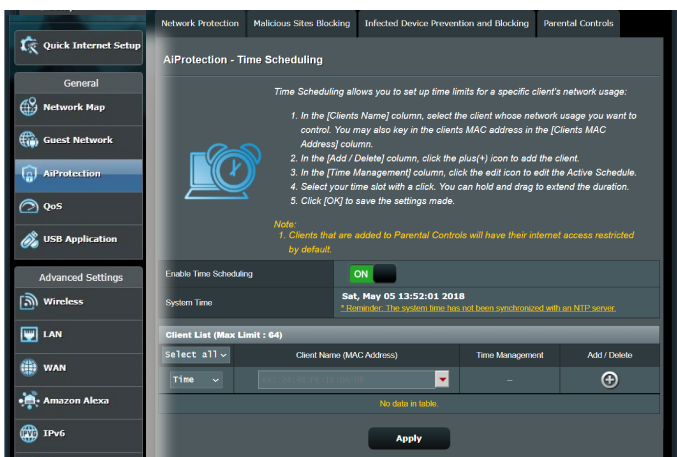 Network Protection
Malicious Sites Blocking
Infected Device Prevention and Blocking
Parental Controls
Quick Internet Setup
General
Network Map
Guest Network
AiProtection
QoS
USB Application
Advanced Settings
Wireless
LAN
WAN
Amazon Alexa
IPv6
AiProtection - Time Scheduling
Time Scheduling allows you to set up time limits for a specific client's network usage:
1. In the [Clients Name] column, select the client whose network usage you want to
control. You may also key in the clients MAC address in the [Clients MAC
Address] column.
2. In the [Add / Delete] column, click the plus(+) icon to add the client.
3. In the [Time Management] column, click the edit icon to edit the Active Schedule.
4. Select your time slot with a click. You can hold and drag to extend the duration.
5. Click [OK] to save the settings made.
Note:
1. Clients that are added to Parental Controls will have their internet access restricted
by default.
Enable Time Scheduling
ON
System Time
Sat, May 05 13:52:01 2018
* Reminder: The system time has not been synchronized with an NTP server.
Client List (Max Limit : 64)
Select all
Client Name (MAC Address)
Time Management
Add / Delete
Time
–
No data in table.
Apply